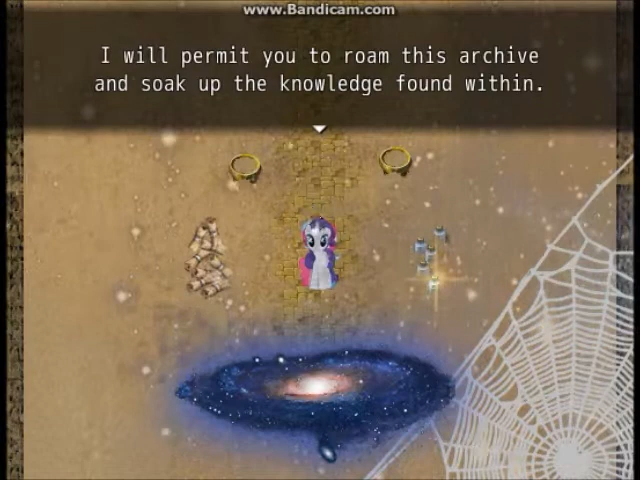 www.Bandicam.com
I will permit you to roam this archive
and soak up the knowledge found within.